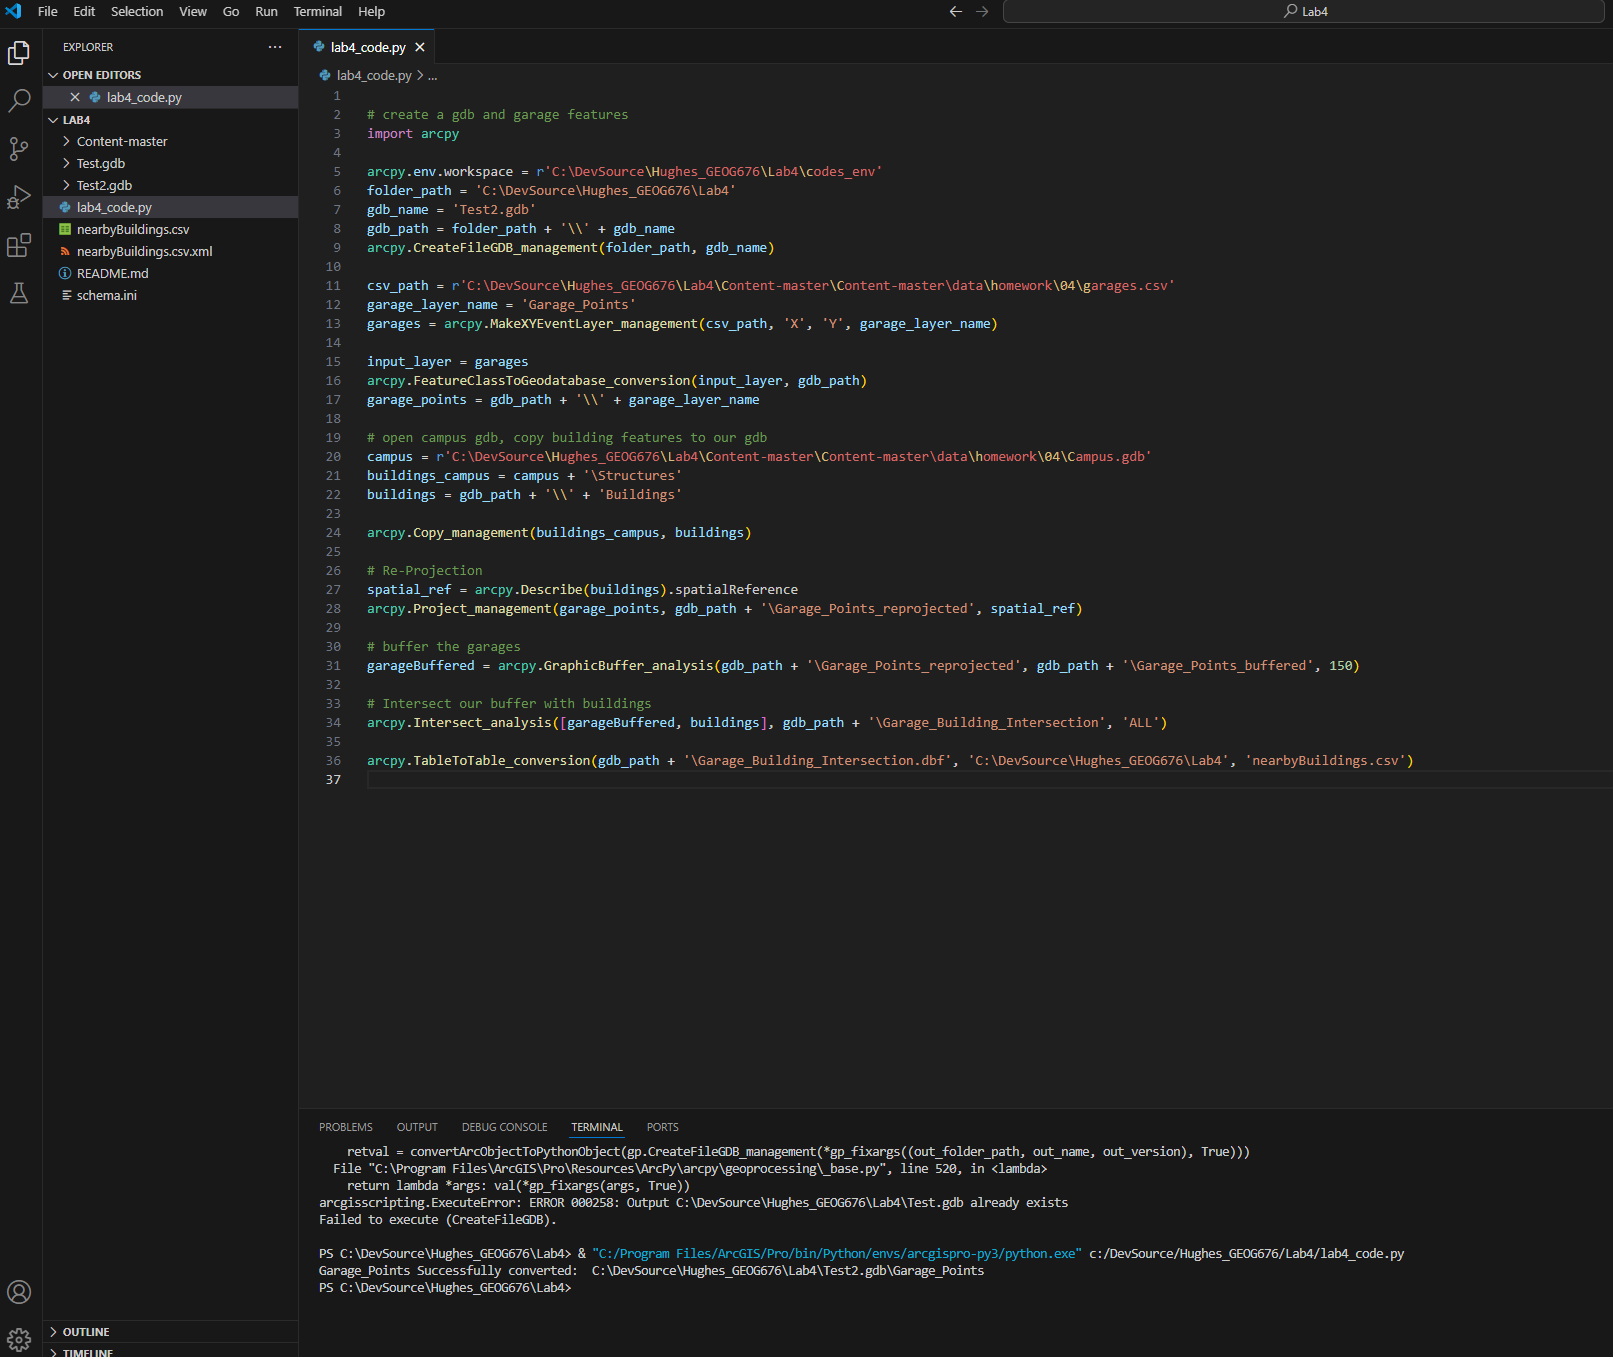 File Edit Selection View Go Run Terminal Help
Lab4
EXPLORER
OPEN EDITORS
lab4_code.py
LAB4
Content-master
Test.gdb
Test2.gdb
lab4_code.py
nearbyBuildings.csv
nearbyBuildings.csv.xml
README.md
schema.ini
OUTLINE
TIMELINE
lab4_code.py
lab4_code.py > ...
1
2 # create a gdb and garage features
3 import arcpy
4
5 arcpy.env.workspace = r'C:\DevSource\Hughes_GEOG676\Lab4\codes_env'
6 folder_path = 'C:\DevSource\Hughes_GEOG676\Lab4'
7 gdb_name = 'Test2.gdb'
8 gdb_path = folder_path + '\\' + gdb_name
9 arcpy.CreateFileGDB_management(folder_path, gdb_name)
10
11 csv_path = r'C:\DevSource\Hughes_GEOG676\Lab4\Content-master\Content-master\data\homework\04\garages.csv'
12 garage_layer_name = 'Garage_Points'
13 garages = arcpy.MakeXYEventLayer_management(csv_path, 'X', 'Y', garage_layer_name)
14
15 input_layer = garages
16 arcpy.FeatureClassToGeodatabase_conversion(input_layer, gdb_path)
17 garage_points = gdb_path + '\\' + garage_layer_name
18
19 # open campus gdb, copy building features to our gdb
20 campus = r'C:\DevSource\Hughes_GEOG676\Lab4\Content-master\Content-master\data\homework\04\Campus.gdb'
21 buildings_campus = campus + '\Structures'
22 buildings = gdb_path + '\\' + 'Buildings'
23
24 arcpy.Copy_management(buildings_campus, buildings)
25
26 # Re-Projection
27 spatial_ref = arcpy.Describe(buildings).spatialReference
28 arcpy.Project_management(garage_points, gdb_path + '\Garage_Points_reprojected', spatial_ref)
29
30 # buffer the garages
31 garageBuffered = arcpy.GraphicBuffer_analysis(gdb_path + '\Garage_Points_reprojected', gdb_path + '\Garage_Points_buffered', 150)
32
33 # Intersect our buffer with buildings
34 arcpy.Intersect_analysis([garageBuffered, buildings], gdb_path + '\Garage_Building_Intersection', 'ALL')
35
36 arcpy.TableToTable_conversion(gdb_path + '\Garage_Building_Intersection.dbf', 'C:\DevSource\Hughes_GEOG676\Lab4', 'nearbyBuildings.csv')
37
PROBLEMS OUTPUT DEBUG CONSOLE TERMINAL PORTS
retval = convertArcObjectToPythonObject(gp.CreateFileGDB_management(*gp_fixargs((out_folder_path, out_name, out_version), True)))
File "C:\Program Files\ArcGIS\Pro\Resources\ArcPy\arcpy\geoprocessing\_base.py", line 520, in <lambda>
return lambda *args: val(*gp_fixargs(args, True))
arcgisscripting.ExecuteError: ERROR 000258: Output C:\DevSource\Hughes_GEOG676\Lab4\Test.gdb already exists
Failed to execute (CreateFileGDB).
PS C:\DevSource\Hughes_GEOG676\Lab4> & "C:/Program Files/ArcGIS/Pro/bin/Python/envs/arcgispro-py3/python.exe" c:/DevSource/Hughes_GEOG676/Lab4/lab4_code.py
Garage_Points Successfully converted:  C:\DevSource\Hughes_GEOG676\Lab4\Test2.gdb\Garage_Points
PS C:\DevSource\Hughes_GEOG676\Lab4>